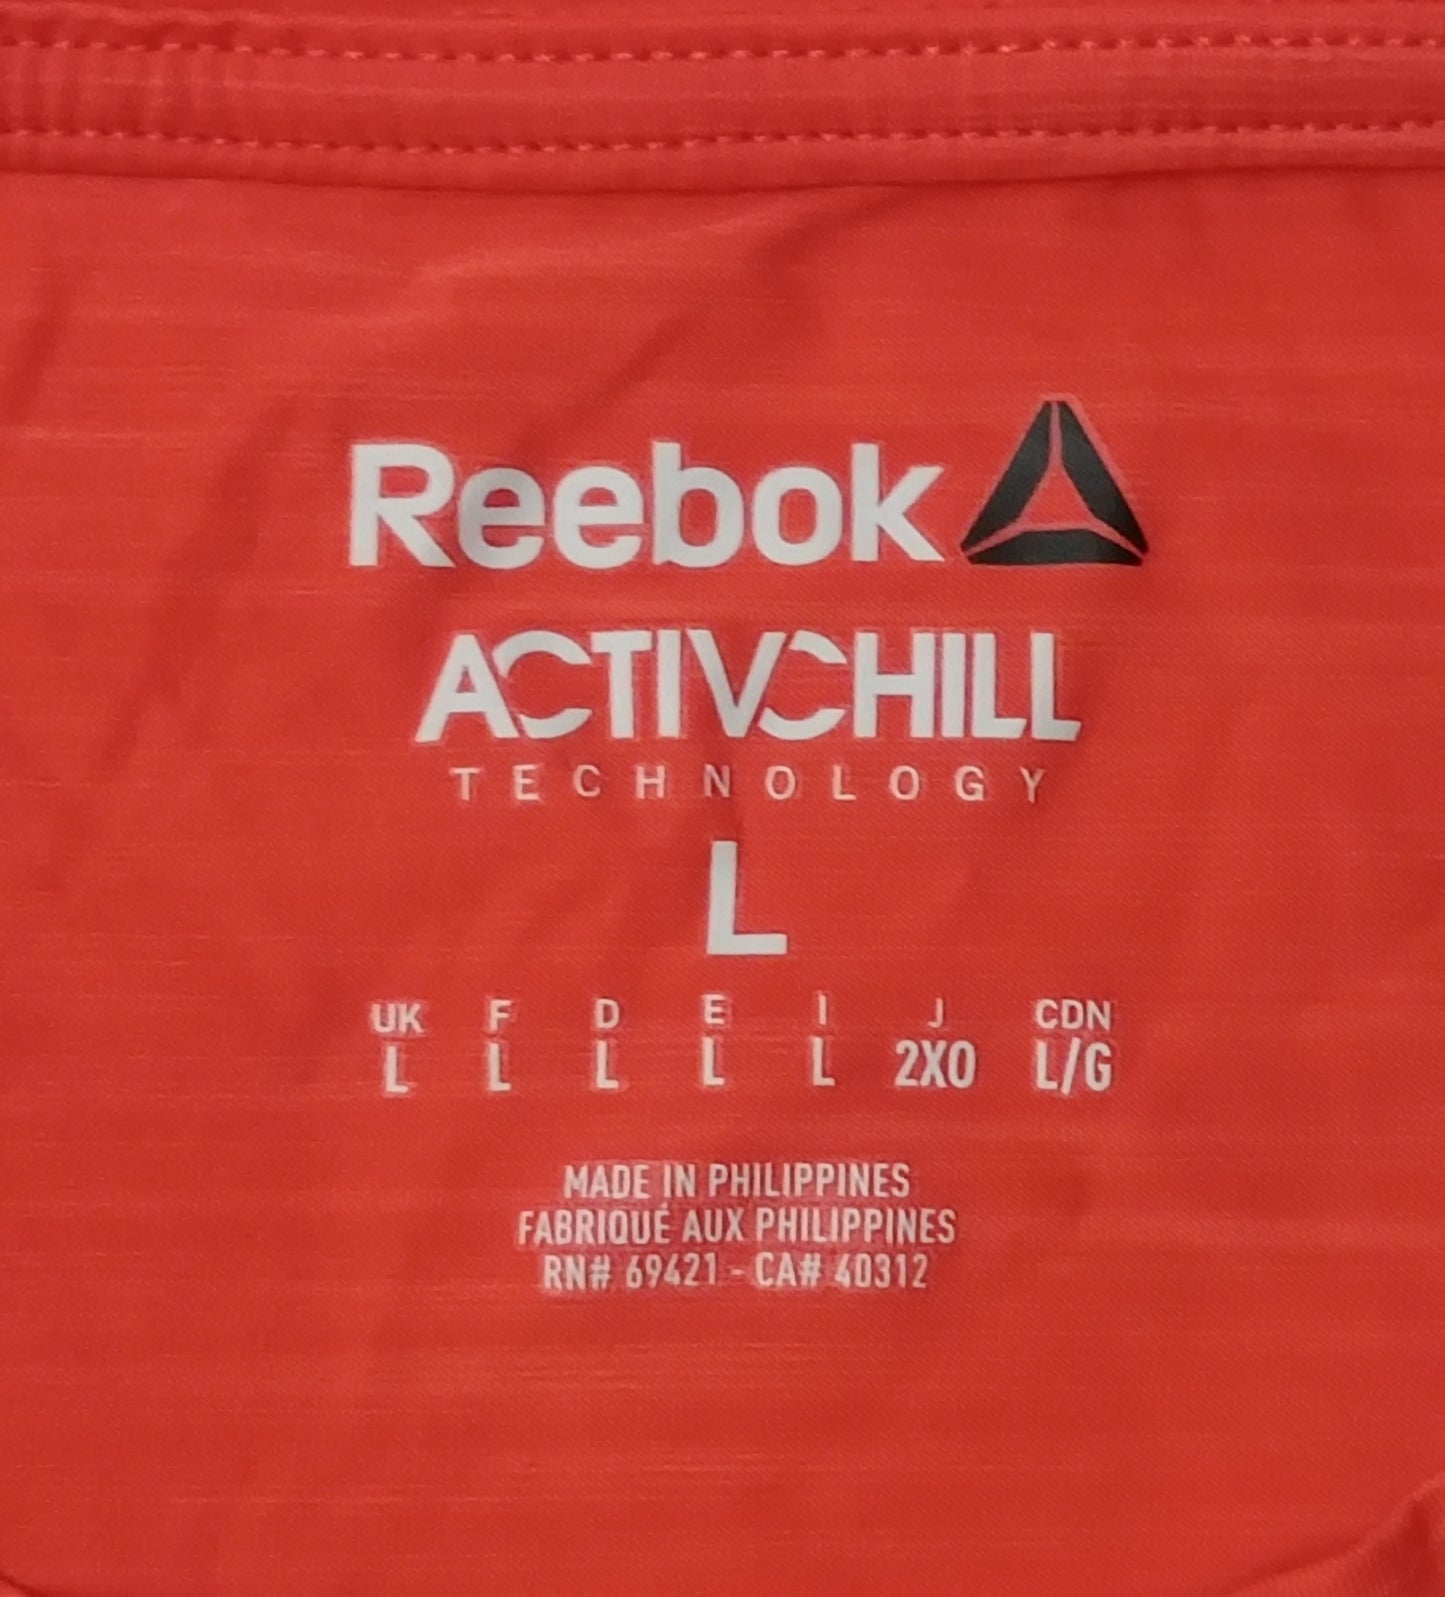 Reebok
ACTIVCHILL
TECHNOLOGY
L
UK F D E I J CDN
L L L L L 2XO L/G
MADE IN PHILIPPINES
FABRIQUÉ AUX PHILIPPINES
RN# 69421 - CA# 40312